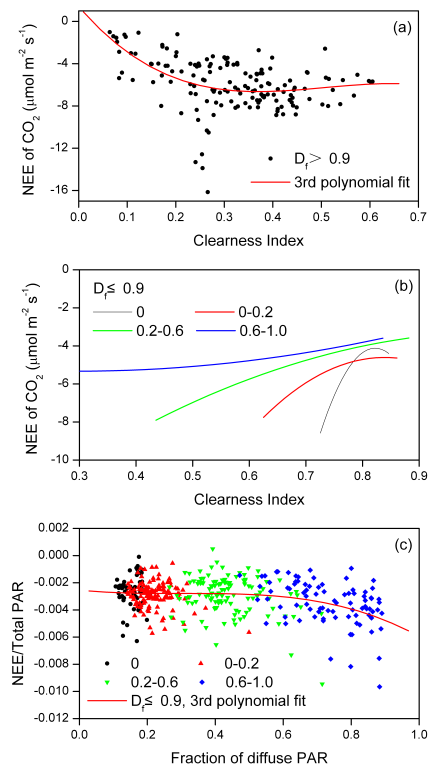 (a)
0
-4
-8
-12
-16
NEE of CO₂ (μmol m⁻² s⁻¹)
D_f > 0.9
3rd polynomial fit
0.0 0.1 0.2 0.3 0.4 0.5 0.6 0.7
Clearness Index
(b)
0
-2
-4
-6
-8
-10
NEE of CO₂ (μmol m⁻² s⁻¹)
D_f ≤ 0.9
0 0-0.2
0.2-0.6 0.6-1.0
0.3 0.4 0.5 0.6 0.7 0.8 0.9
Clearness Index
(c)
0.002
0.000
-0.002
-0.004
-0.006
-0.008
-0.010
-0.012
NEE/Total PAR
0 0-0.2
0.2-0.6 0.6-1.0
D_f ≤ 0.9, 3rd polynomial fit
0.0 0.2 0.4 0.6 0.8 1.0
Fraction of diffuse PAR